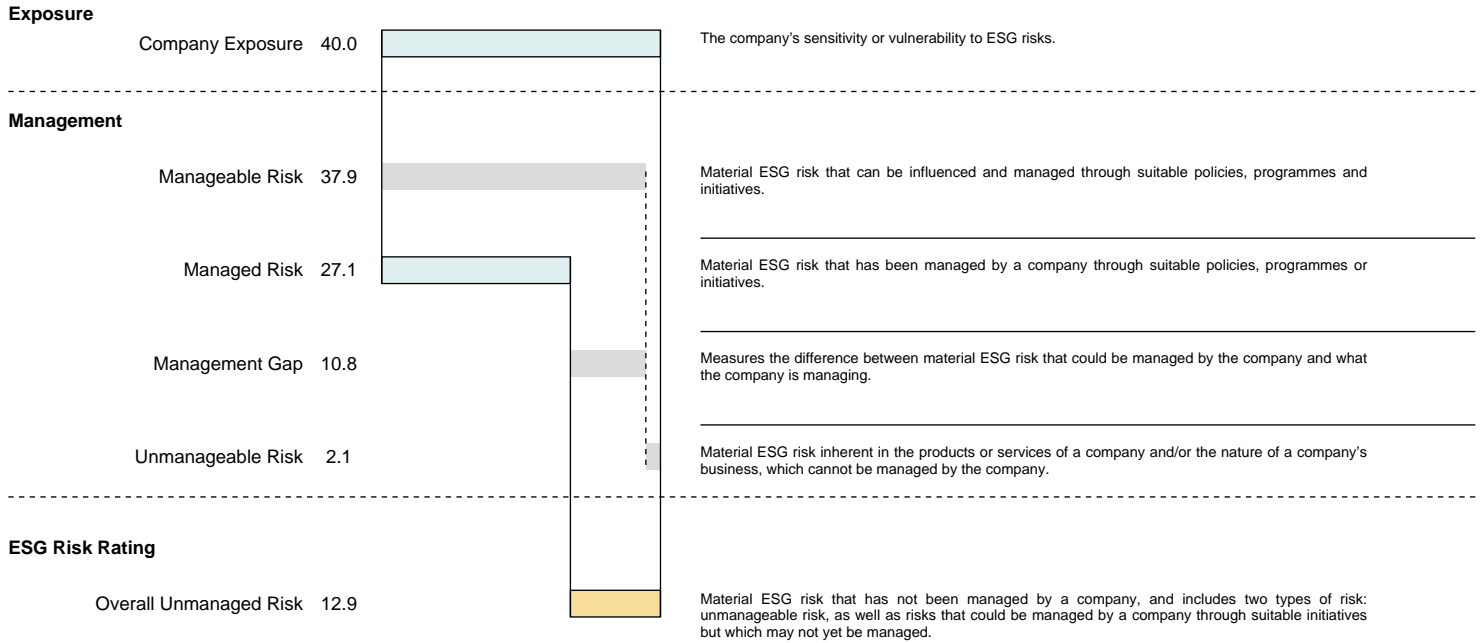 Exposure
Company Exposure 40.0
The company’s sensitivity or vulnerability to ESG risks.
Management
Manageable Risk 37.9
Material ESG risk that can be influenced and managed through suitable policies, programmes and
initiatives.
Managed Risk 27.1
Material ESG risk that has been managed by a company through suitable policies, programmes or
initiatives.
Management Gap 10.8
Measures the difference between material ESG risk that could be managed by the company and what
the company is managing.
Unmanageable Risk 2.1
Material ESG risk inherent in the products or services of a company and/or the nature of a company’s
business, which cannot be managed by the company.
ESG Risk Rating
Overall Unmanaged Risk 12.9
Material ESG risk that has not been managed by a company, and includes two types of risk:
unmanageable risk, as well as risks that could be managed by a company through suitable initiatives
but which may not yet be managed.